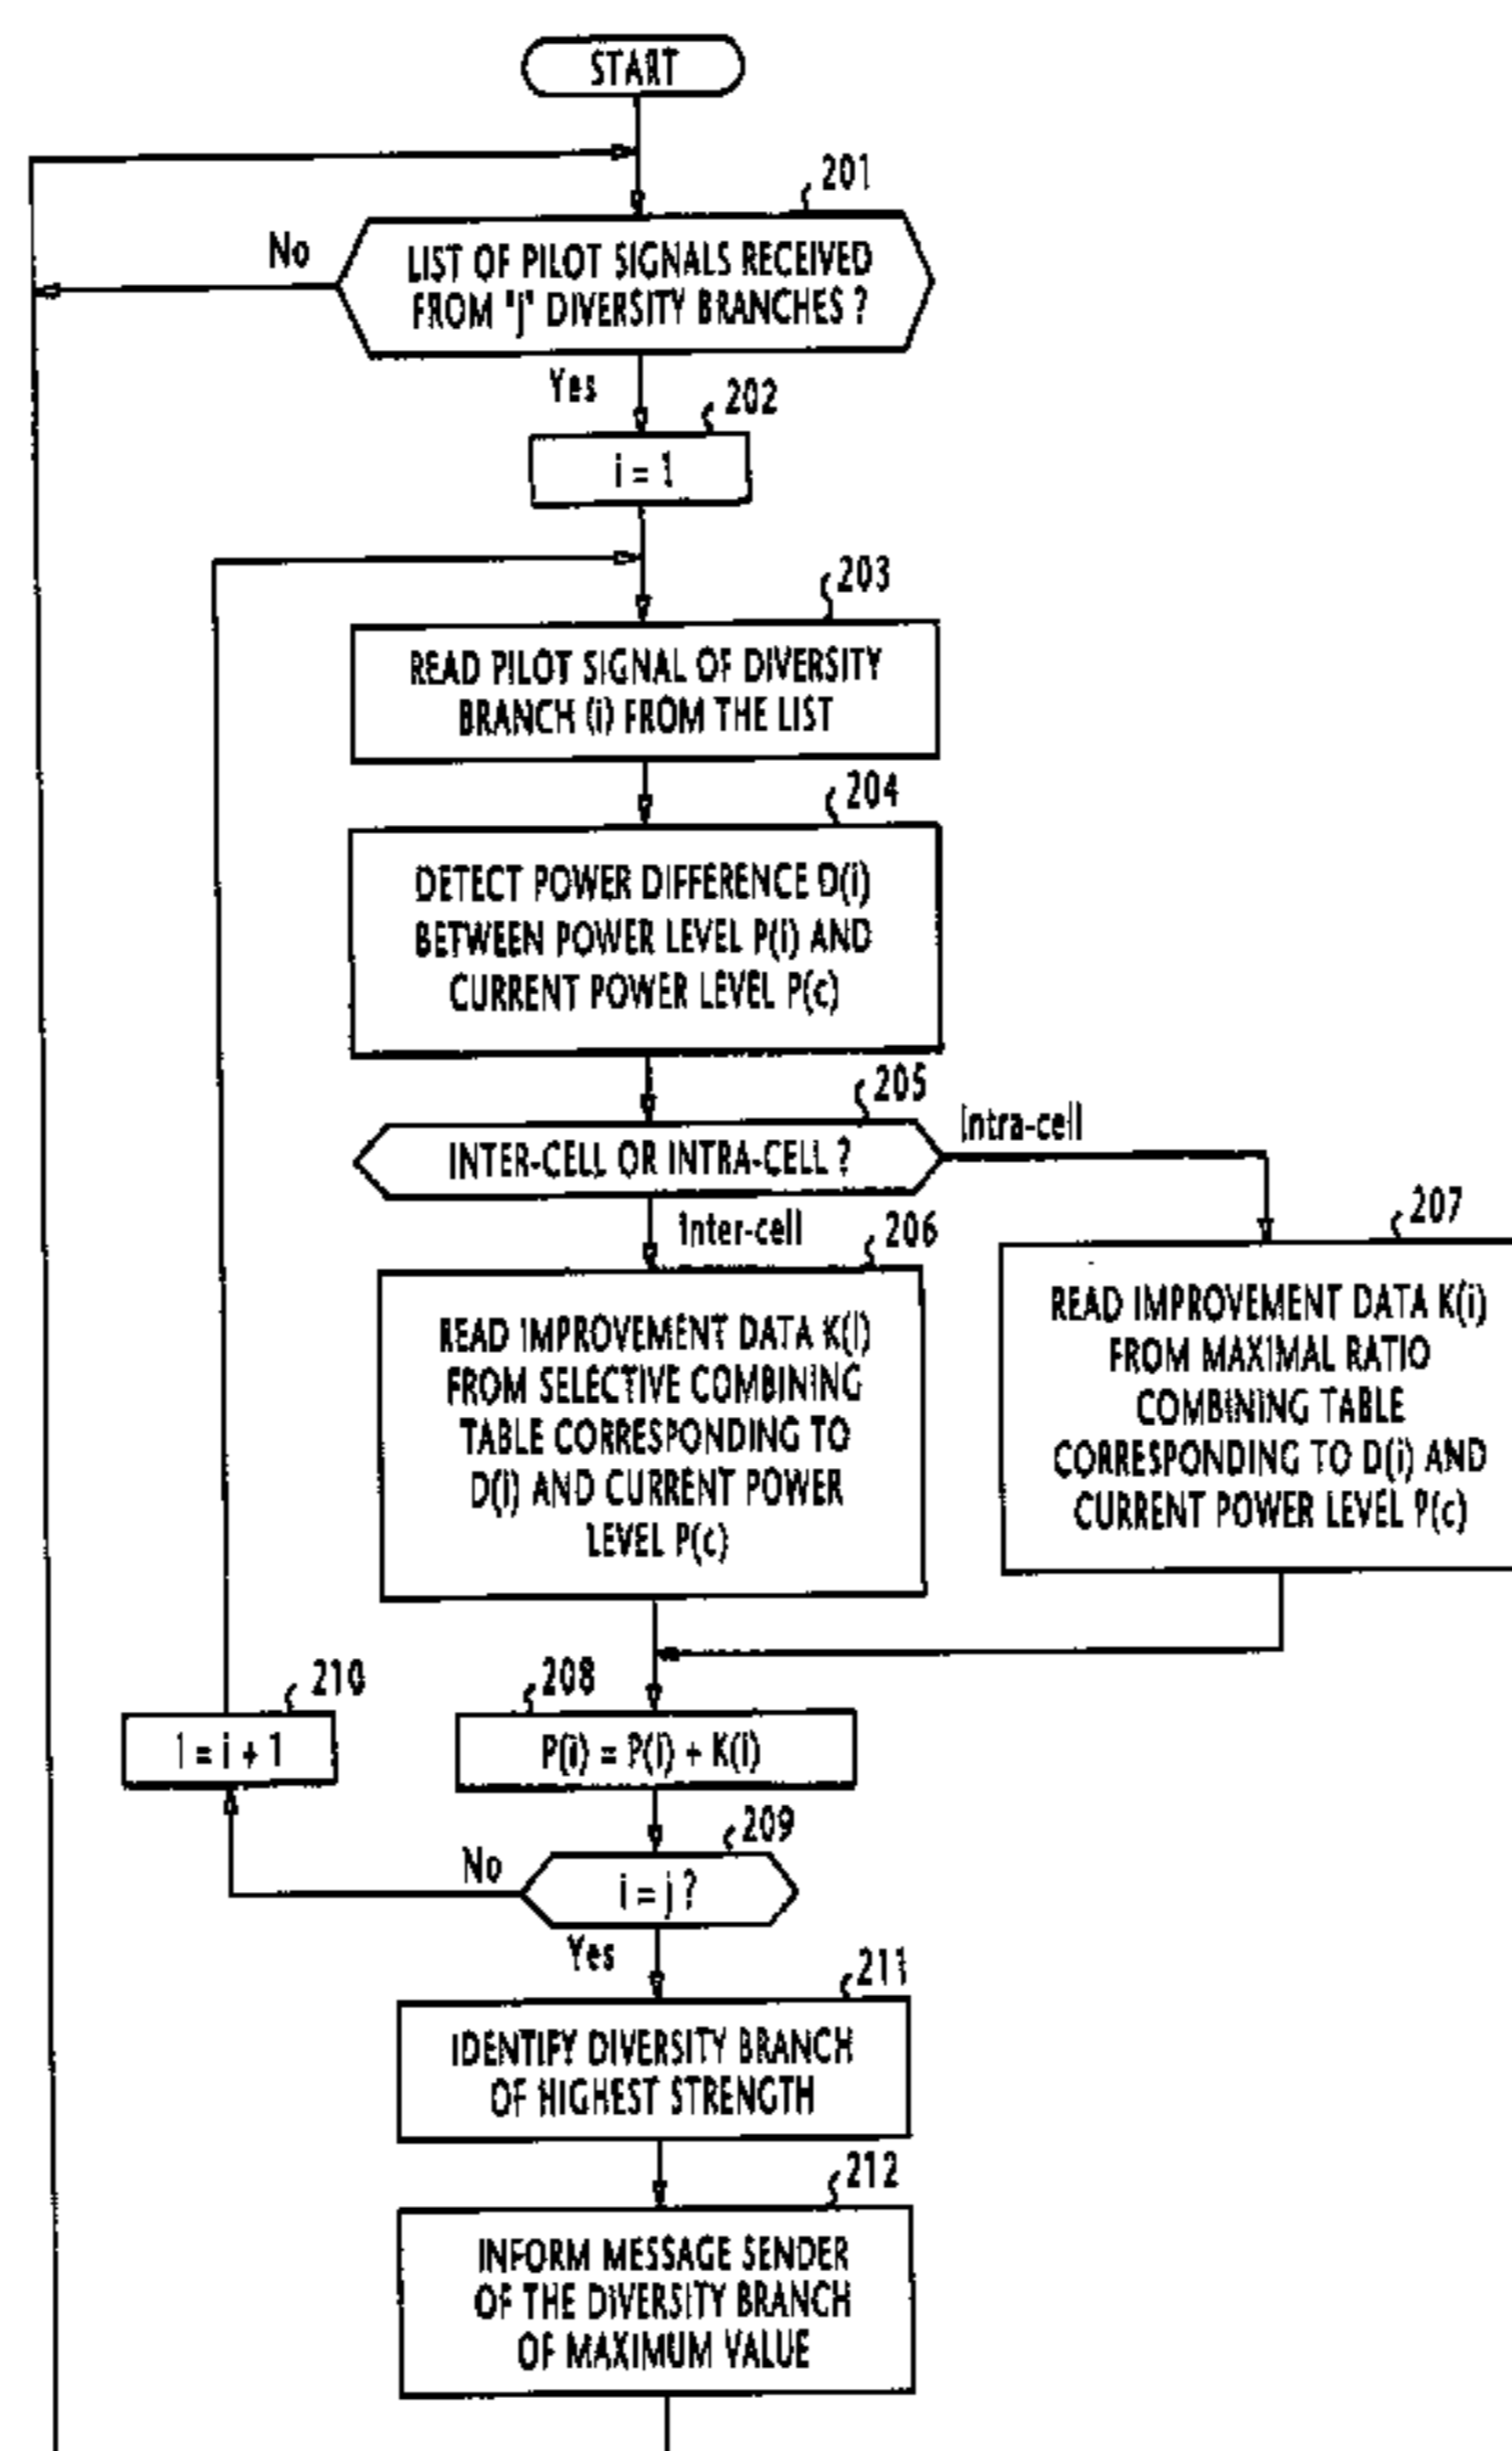 START
201
No
LIST OF PILOT SIGNALS RECEIVED
FROM "j" DIVERSITY BRANCHES ?
Yes
202
i = 1
203
READ PILOT SIGNAL OF DIVERSITY
BRANCH (i) FROM THE LIST
204
DETECT POWER DIFFERENCE D(i)
BETWEEN POWER LEVEL P(i) AND
CURRENT POWER LEVEL P(c)
205
Intra-cell
INTER-CELL OR INTRA-CELL ?
Inter-cell
206
207
READ IMPROVEMENT DATA K(i)
FROM SELECTIVE COMBINING
TABLE CORRESPONDING TO
D(i) AND CURRENT POWER
LEVEL P(c)
READ IMPROVEMENT DATA K(i)
FROM MAXIMAL RATIO
COMBINING TABLE
CORRESPONDING TO D(i) AND
CURRENT POWER LEVEL P(c)
210
208
i = i + 1
P(i) = P(i) + K(i)
209
No
i = j ?
Yes
211
IDENTIFY DIVERSITY BRANCH
OF HIGHEST STRENGTH
212
INFORM MESSAGE SENDER
OF THE DIVERSITY BRANCH
OF MAXIMUM VALUE